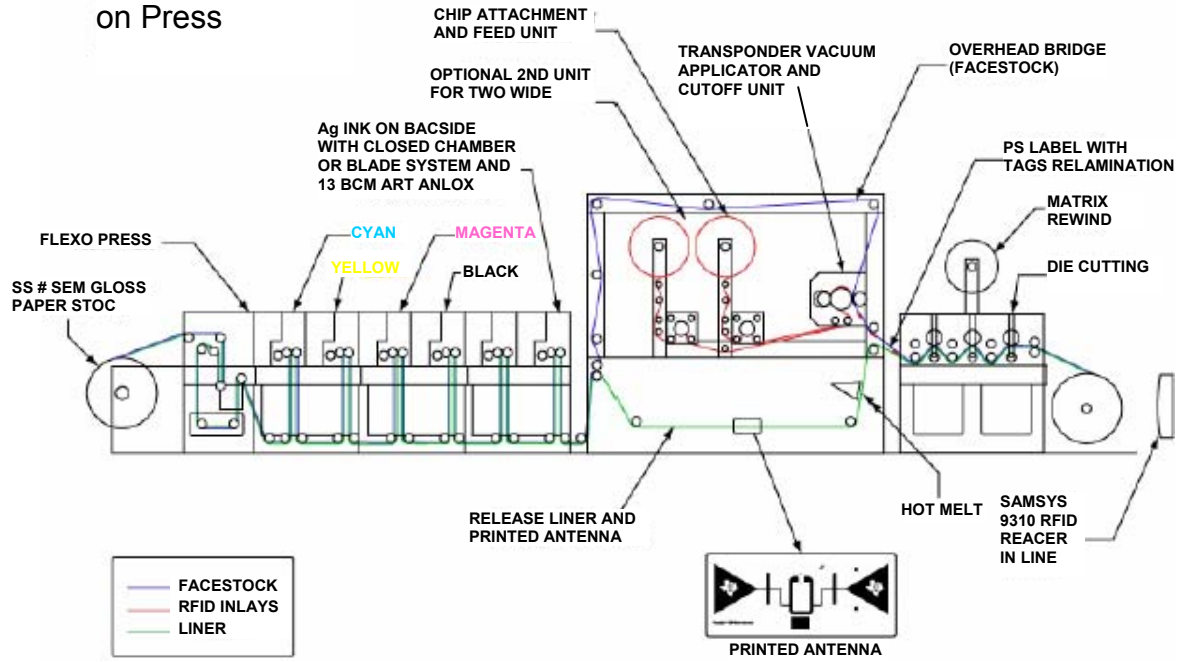 on Press
CHIP ATTACHMENT
AND FEED UNIT
TRANSPONDER VACUUM
APPLICATOR AND
CUTOFF UNIT
OVERHEAD BRIDGE
(FACESTOCK)
OPTIONAL 2ND UNIT
FOR TWO WIDE
Ag INK ON BACSIDE
WITH CLOSED CHAMBER
OR BLADE SYSTEM AND
13 BCM ART ANLOX
PS LABEL WITH
TAGS RELAMINATION
MATRIX
REWIND
FLEXO PRESS
CYAN
MAGENTA
YELLOW
BLACK
DIE CUTTING
SS # SEM GLOSS
PAPER STOC
RELEASE LINER AND
PRINTED ANTENNA
HOT MELT
SAMSYS
9310 RFID
REACER
IN LINE
FACESTOCK
RFID INLAYS
LINER
PRINTED ANTENNA